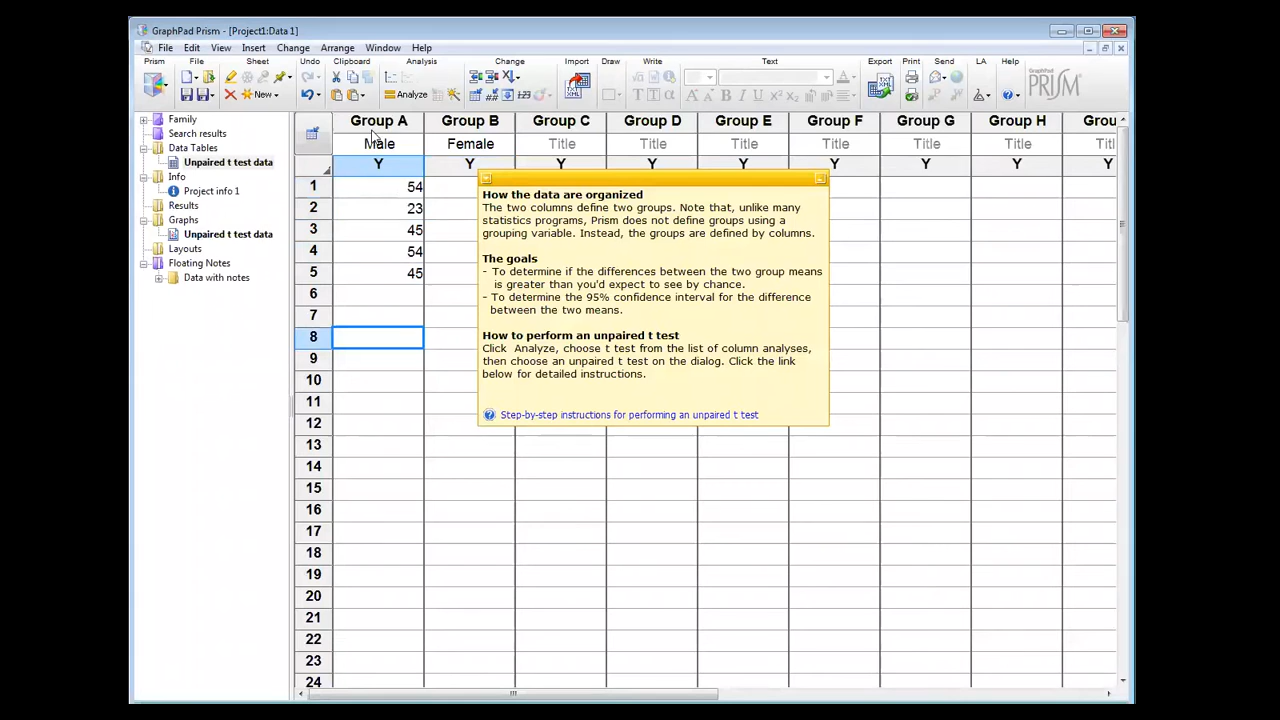 GraphPad Prism - [Project1:Data 1]
File Edit View Insert Change Arrange Window Help
Prism File Sheet Undo Clipboard Analysis Change Import Draw Write Text Export Print Send LA Help
GraphPad
PRISM
New Analyze 123
Family
Search results
Data Tables
Unpaired t test data
Info
Project info 1
Results
Graphs
Unpaired t test data
Layouts
Floating Notes
Data with notes
Group A Group B Group C Group D Group E Group F Group G Group H Grou
Male Female Title Title Title Title Title Title Titl
Y Y Y Y Y Y Y Y Y
1 54
2 23
3 45
4 54
5 45
6
7
8
9
10
11
12
13
14
15
16
17
18
19
20
21
22
23
24
How the data are organized
The two columns define two groups. Note that, unlike many
statistics programs, Prism does not define groups using a
grouping variable. Instead, the groups are defined by columns.
The goals
- To determine if the differences between the two group means
is greater than you'd expect to see by chance.
- To determine the 95% confidence interval for the difference
between the two means.
How to perform an unpaired t test
Click Analyze, choose t test from the list of column analyses,
then choose an unpaired t test on the dialog. Click the link
below for detailed instructions.
Step-by-step instructions for performing an unpaired t test